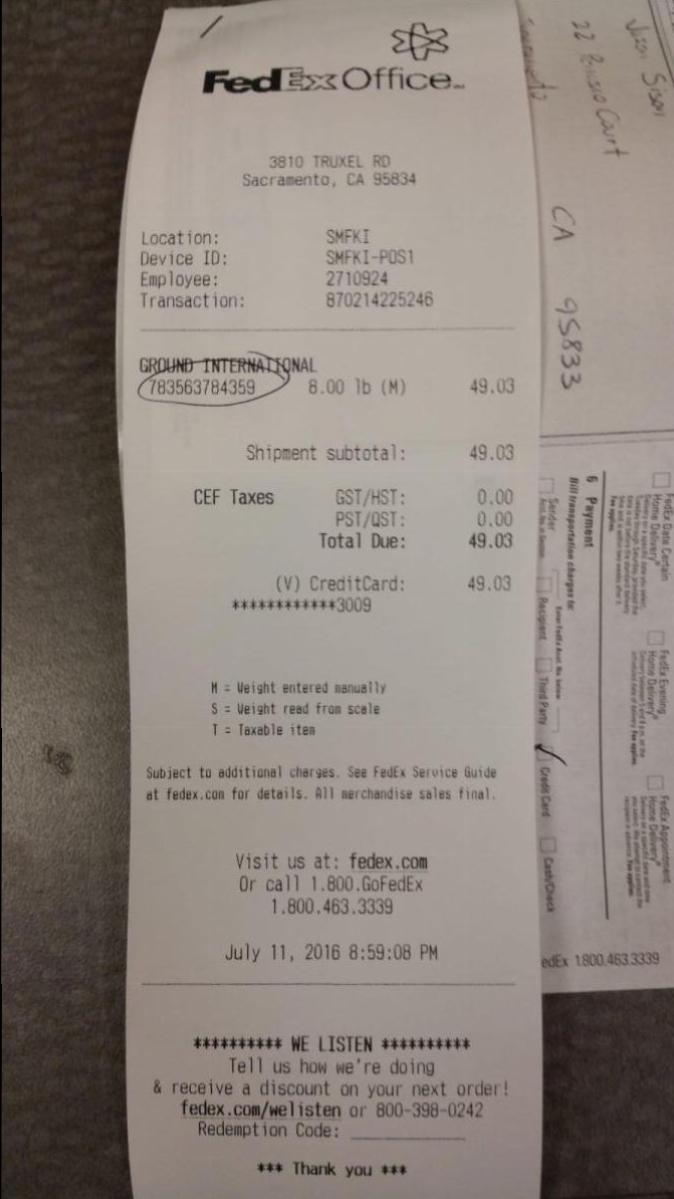 FedEx Office
3810 TRUXEL RD
Sacramento, CA 95834
Location: SMFKI
Device ID: SMFKI-POS1
Employee: 2710924
Transaction: 870214225246
GROUND INTERNATIONAL
783563784359 8.00 lb (M) 49.03
Shipment subtotal: 49.03
CEF Taxes GST/HST: 0.00
PST/QST: 0.00
Total Due: 49.03
(V) CreditCard: 49.03
************3009
M = Weight entered manually
S = Weight read from scale
T = Taxable item
Subject to additional charges. See FedEx Service Guide
at fedex.com for details. All merchandise sales final.
Visit us at: fedex.com
Or call 1.800.GoFedEx
1.800.463.3339
July 11, 2016 8:59:08 PM
********** WE LISTEN **********
Tell us how we're doing
& receive a discount on your next order!
fedex.com/welisten or 800-398-0242
Redemption Code: ____________
*** Thank you ***
22 Court
CA 95833
FedEx Date Certain
Home Delivery®
FedEx Evening
Home Delivery®
FedEx Appointment
Home Delivery®
6 Payment
Bill transportation charges to:
Sender
Recipient
Third Party
Credit Card
Cash/Check
edEx 1.800.463.3339